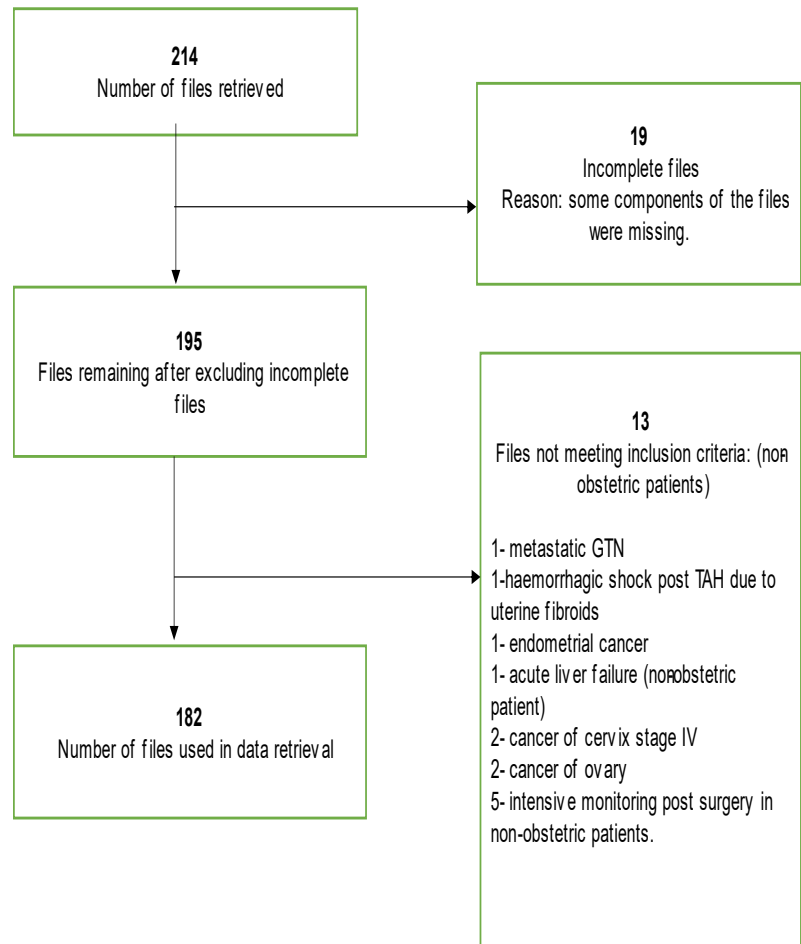 214
Number of files retrieved
19
Incomplete files
Reason: some components of the files
were missing.
195
Files remaining after excluding incomplete
files
13
Files not meeting inclusion criteria: (non-
obstetric patients)
1- metastatic GTN
1-haemorrhagic shock post TAH due to
uterine fibroids
1- endometrial cancer
1- acute liver failure (non-obstetric
patient)
2- cancer of cervix stage IV
2- cancer of ovary
5- intensive monitoring post surgery in
non-obstetric patients.
182
Number of files used in data retrieval